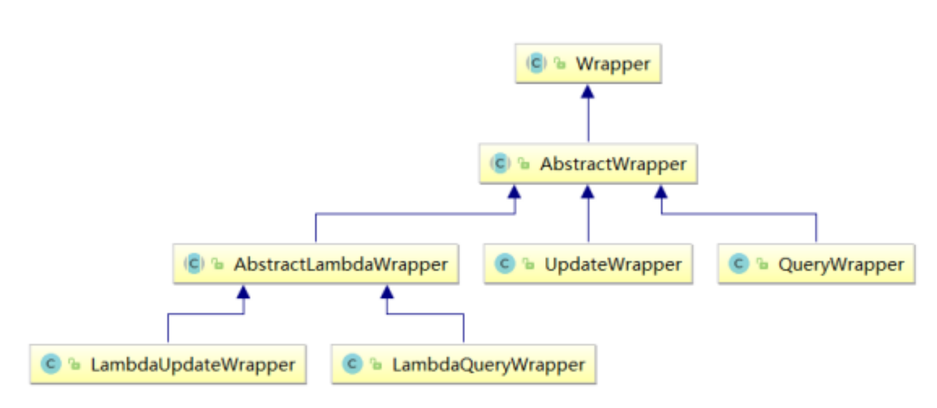 C Wrapper
C AbstractWrapper
C AbstractLambdaWrapper
C UpdateWrapper
C QueryWrapper
C LambdaUpdateWrapper
C LambdaQueryWrapper